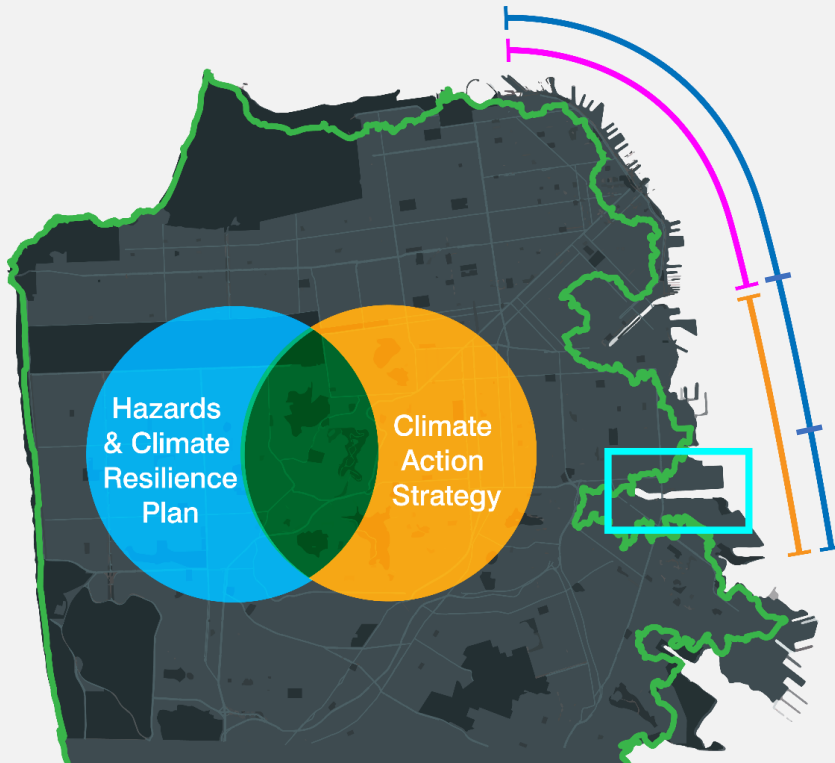 Hazards
& Climate
Resilience
Plan
Climate
Action
Strategy